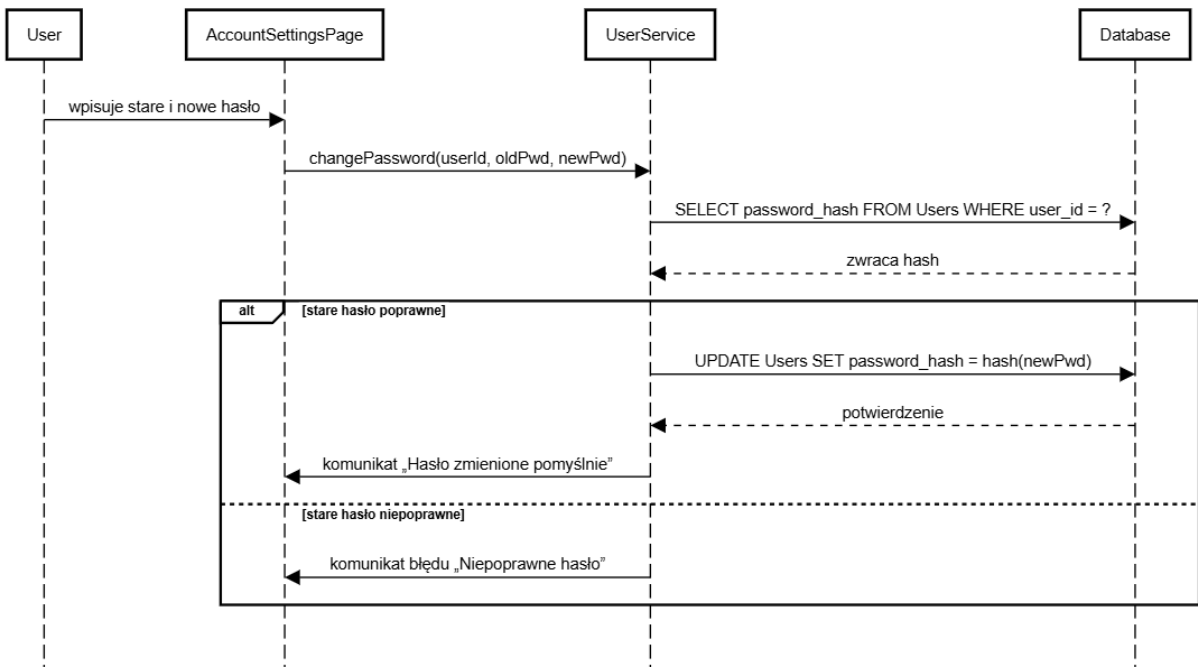 User
AccountSettingsPage
UserService
Database
wpisuje stare i nowe hasło
changePassword(userId, oldPwd, newPwd)
SELECT password_hash FROM Users WHERE user_id = ?
zwraca hash
alt
[stare hasło poprawne]
UPDATE Users SET password_hash = hash(newPwd)
potwierdzenie
komunikat „Hasło zmienione pomyślnie”
[stare hasło niepoprawne]
komunikat błędu „Niepoprawne hasło”